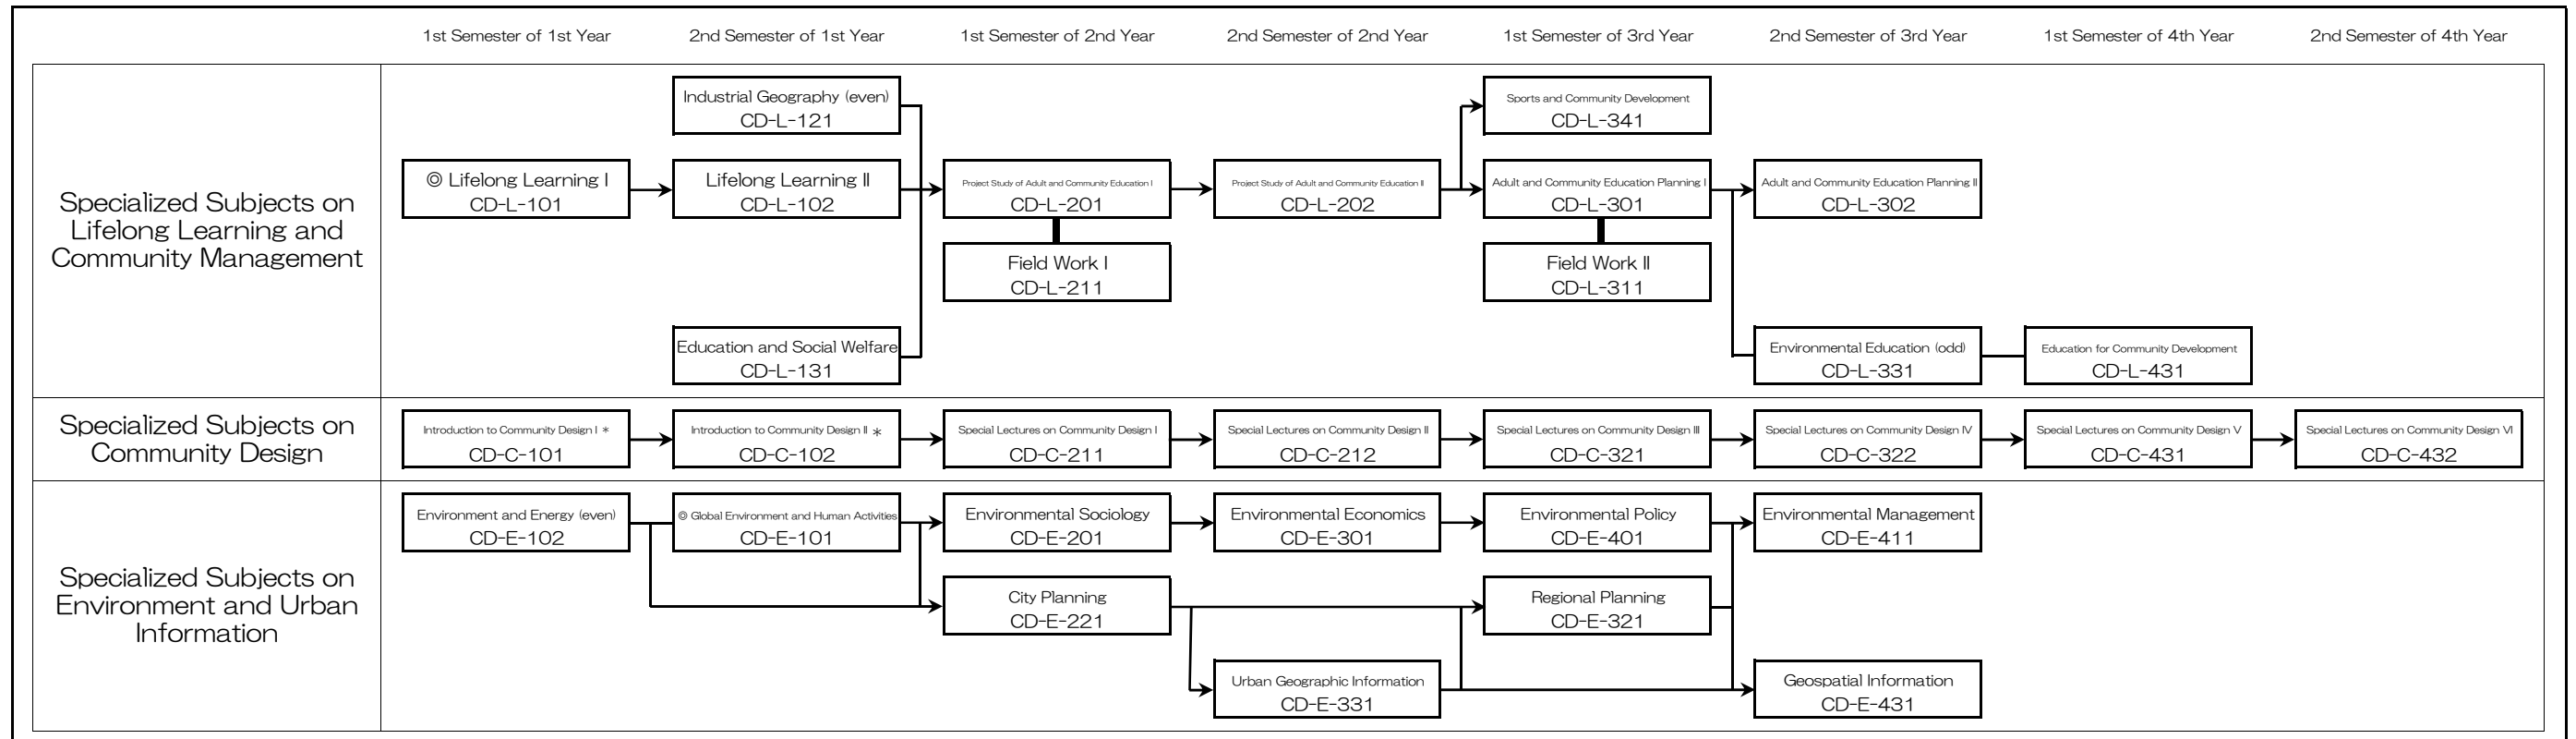 1st Semester of 1st Year
2nd Semester of 1st Year
1st Semester of 2nd Year
2nd Semester of 2nd Year
1st Semester of 3rd Year
2nd Semester of 3rd Year
1st Semester of 4th Year
2nd Semester of 4th Year
Specialized Subjects on
Lifelong Learning and
Community Management
Industrial Geography (even)
CD-L-121
Sports and Community Development
CD-L-341
◎ Lifelong Learning Ⅰ
CD-L-101
Lifelong Learning Ⅱ
CD-L-102
Project Study of Adult and Community Education Ⅰ
CD-L-201
Project Study of Adult and Community Education Ⅱ
CD-L-202
Adult and Community Education Planning Ⅰ
CD-L-301
Adult and Community Education Planning Ⅱ
CD-L-302
Field Work Ⅰ
CD-L-211
Field Work Ⅱ
CD-L-311
Education and Social Welfare
CD-L-131
Environmental Education (odd)
CD-L-331
Education for Community Development
CD-L-431
Specialized Subjects on
Community Design
Introduction to Community Design Ⅰ *
CD-C-101
Introduction to Community Design Ⅱ *
CD-C-102
Special Lectures on Community Design Ⅰ
CD-C-211
Special Lectures on Community Design Ⅱ
CD-C-212
Special Lectures on Community Design Ⅲ
CD-C-321
Special Lectures on Community Design Ⅳ
CD-C-322
Special Lectures on Community Design Ⅴ
CD-C-431
Special Lectures on Community Design Ⅵ
CD-C-432
Specialized Subjects on
Environment and Urban
Information
Environment and Energy (even)
CD-E-102
◎ Global Environment and Human Activities
CD-E-101
Environmental Sociology
CD-E-201
Environmental Economics
CD-E-301
Environmental Policy
CD-E-401
Environmental Management
CD-E-411
City Planning
CD-E-221
Regional Planning
CD-E-321
Urban Geographic Information
CD-E-331
Geospatial Information
CD-E-431